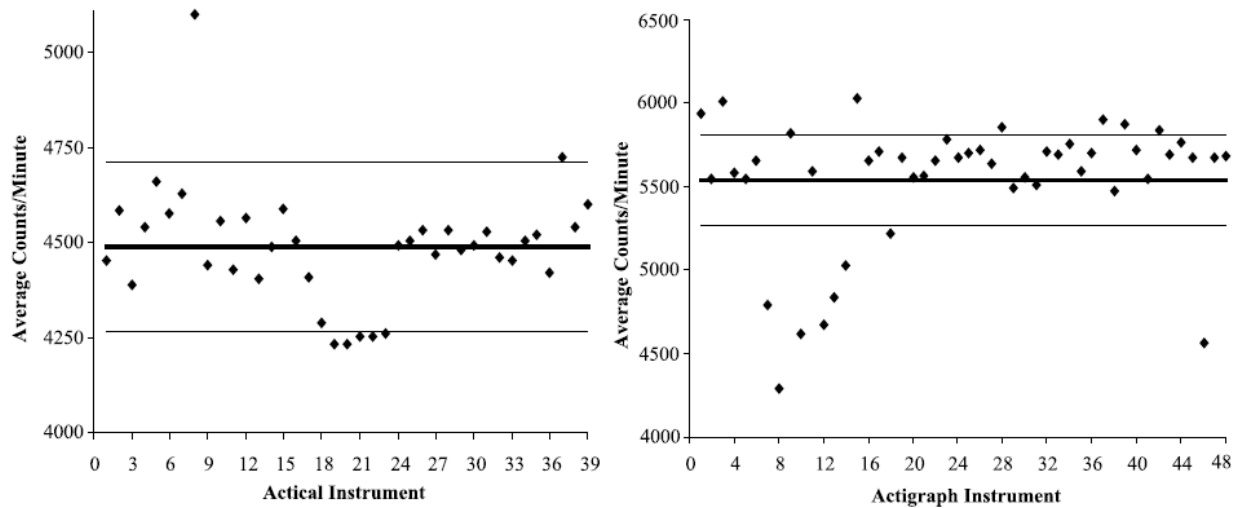 5000
4750
4500
4250
4000
Average Counts/Minute
0 3 6 9 12 15 18 21 24 27 30 33 36 39
Actical Instrument
6500
6000
5500
5000
4500
4000
Average Counts/Minute
0 4 8 12 16 20 24 28 32 36 40 44 48
Actigraph Instrument